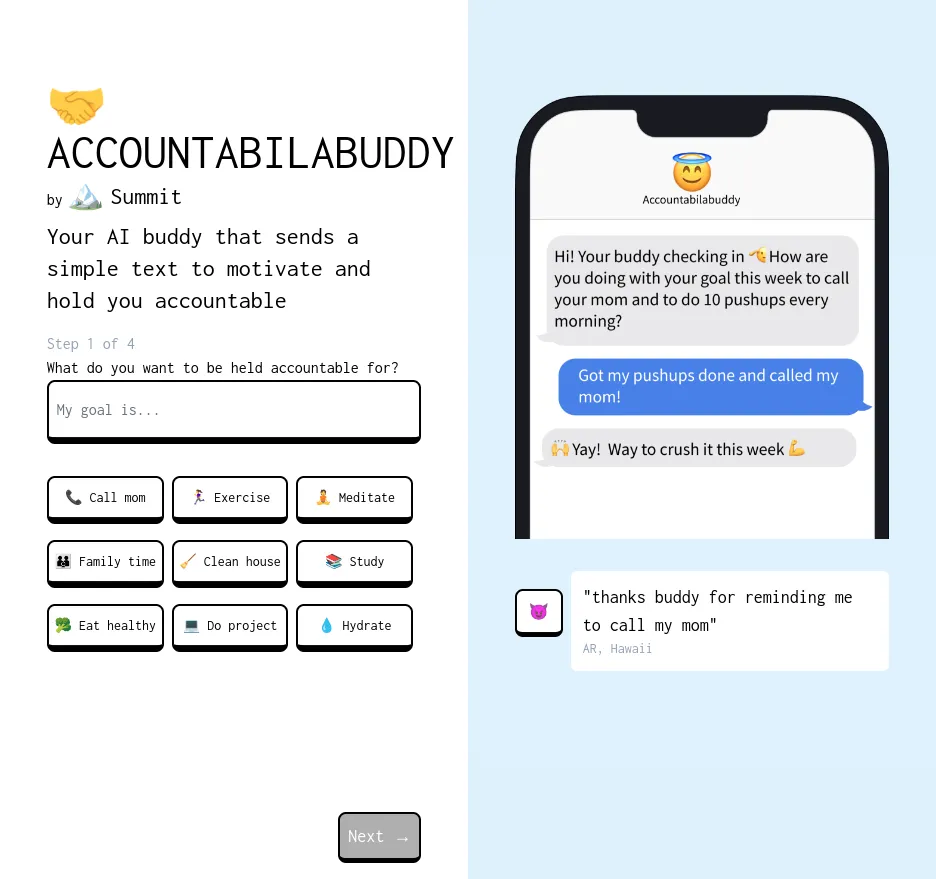 ACCOUNTABILABUDDY
by Summit
Your AI buddy that sends a
simple text to motivate and
hold you accountable
Step 1 of 4
What do you want to be held accountable for?
My goal is...
Call mom
Exercise
Meditate
Family time
Clean house
Study
Eat healthy
Do project
Hydrate
Next →
Accountabilabuddy
Hi! Your buddy checking in 🫡How are
you doing with your goal this week to call
your mom and to do 10 pushups every
morning?
Got my pushups done and called my
mom!
🙌 Yay! Way to crush it this week 💪
"thanks buddy for reminding me
to call my mom"
AR, Hawaii